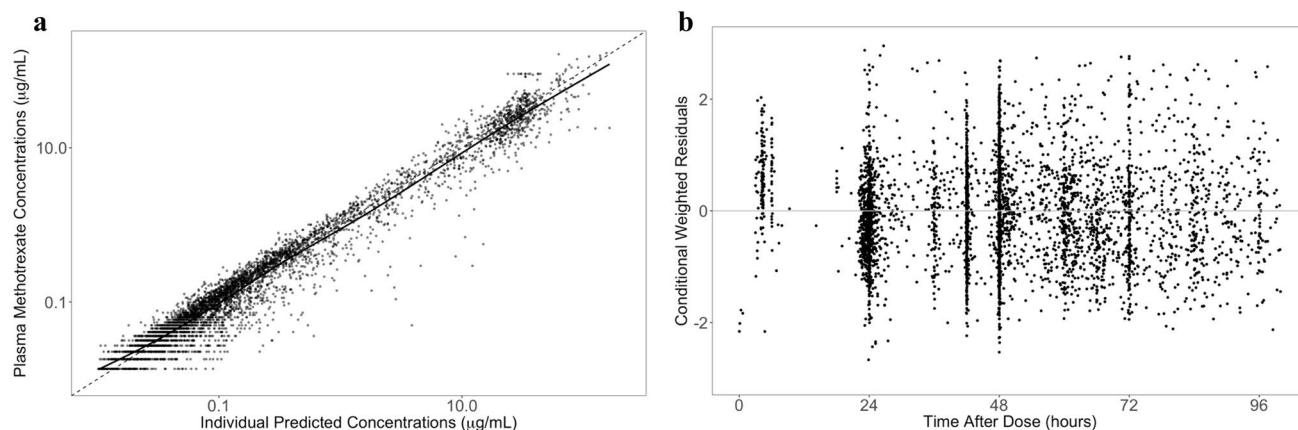 a
Plasma Methotrexate Concentrations (μg/mL)
10.0
0.1
0.1
10.0
Individual Predicted Concentrations (μg/mL)
b
Conditional Weighted Residuals
2
0
-2
0
24
48
72
96
Time After Dose (hours)